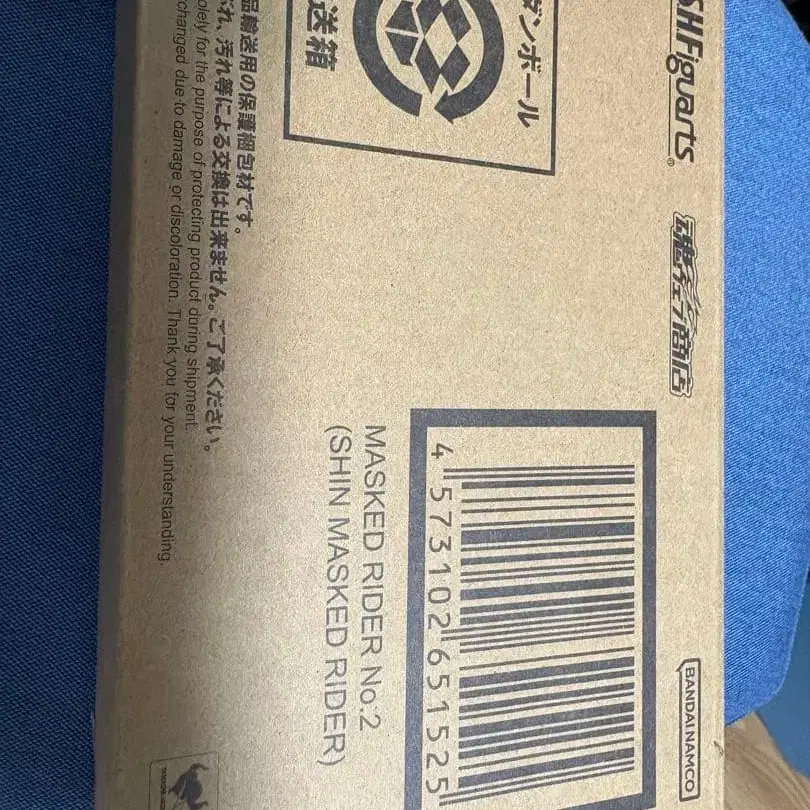 SHFiguarts®
魂ウェブ商店
ダンボール
送箱
品輸送用の保護梱包材です。
れ、汚れ等による交換は出来ません。ご了承ください。
olely for the purpose of protecting product during shipment.
changed due to damage or discoloration. Thank you for your understanding.
MASKED RIDER No.2
(SHIN MASKED RIDER)
4 573102 651525
BANDAI NAMCO